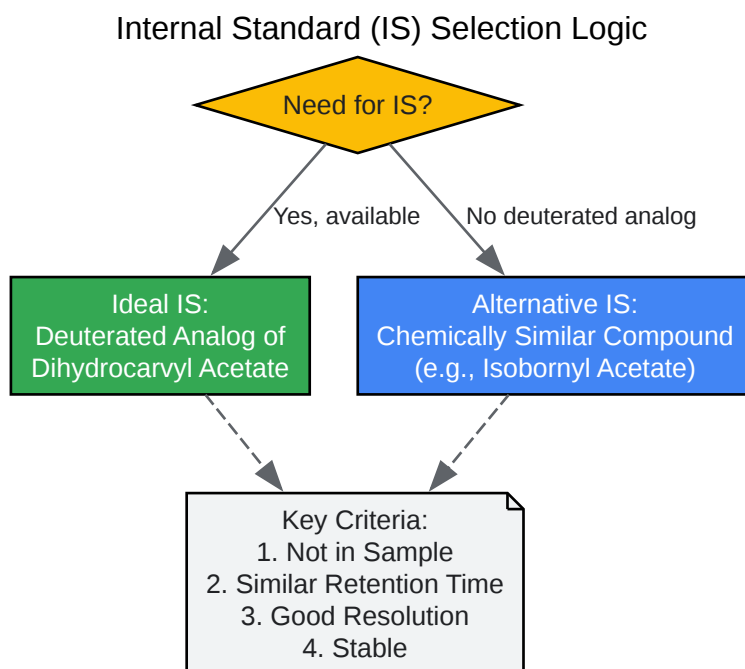 Internal Standard (IS) Selection Logic
Need for IS?
Yes, available
No deuterated analog
Ideal IS:
Deuterated Analog of
Dihydrocarvyl Acetate
Alternative IS:
Chemically Similar Compound
(e.g., Isobornyl Acetate)
Key Criteria:
1. Not in Sample
2. Similar Retention Time
3. Good Resolution
4. Stable